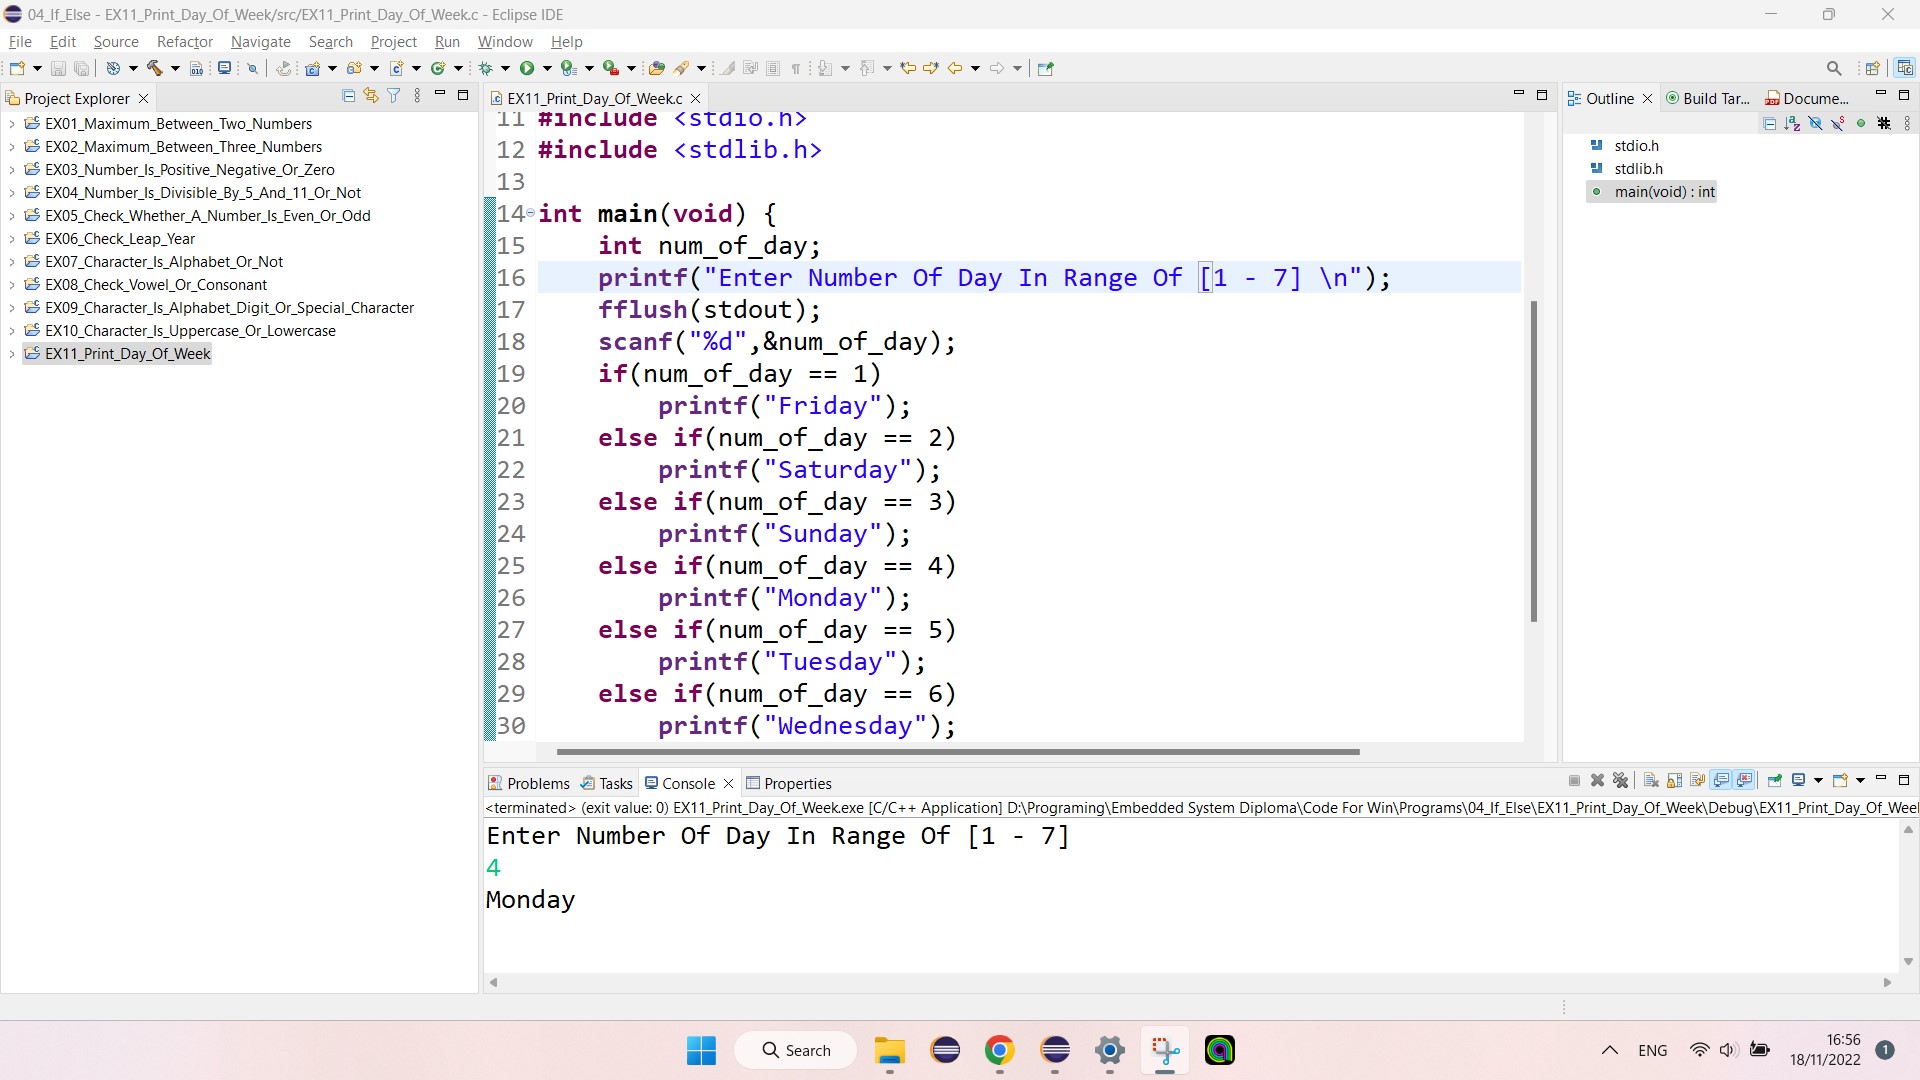 04_If_Else - EX11_Print_Day_Of_Week/src/EX11_Print_Day_Of_Week.c - Eclipse IDE
File Edit Source Refactor Navigate Search Project Run Window Help
Project Explorer
EX01_Maximum_Between_Two_Numbers
EX02_Maximum_Between_Three_Numbers
EX03_Number_Is_Positive_Negative_Or_Zero
EX04_Number_Is_Divisible_By_5_And_11_Or_Not
EX05_Check_Whether_A_Number_Is_Even_Or_Odd
EX06_Check_Leap_Year
EX07_Character_Is_Alphabet_Or_Not
EX08_Check_Vowel_Or_Consonant
EX09_Character_Is_Alphabet_Digit_Or_Special_Character
EX10_Character_Is_Uppercase_Or_Lowercase
EX11_Print_Day_Of_Week
EX11_Print_Day_Of_Week.c
11 #include <stdio.h>
12 #include <stdlib.h>
13
14 int main(void) {
15 int num_of_day;
16 printf("Enter Number Of Day In Range Of [1 - 7] \n");
17 fflush(stdout);
18 scanf("%d",&num_of_day);
19 if(num_of_day == 1)
20 printf("Friday");
21 else if(num_of_day == 2)
22 printf("Saturday");
23 else if(num_of_day == 3)
24 printf("Sunday");
25 else if(num_of_day == 4)
26 printf("Monday");
27 else if(num_of_day == 5)
28 printf("Tuesday");
29 else if(num_of_day == 6)
30 printf("Wednesday");
Outline Build Tar... Docume...
stdio.h
stdlib.h
main(void) : int
Problems Tasks Console Properties
<terminated> (exit value: 0) EX11_Print_Day_Of_Week.exe [C/C++ Application] D:\Programing\Embedded System Diploma\Code For Win\Programs\04_If_Else\EX11_Print_Day_Of_Week\Debug\EX11_Print_Day_Of_Weel
Enter Number Of Day In Range Of [1 - 7]
4
Monday
Search
ENG
16:56
18/11/2022
1